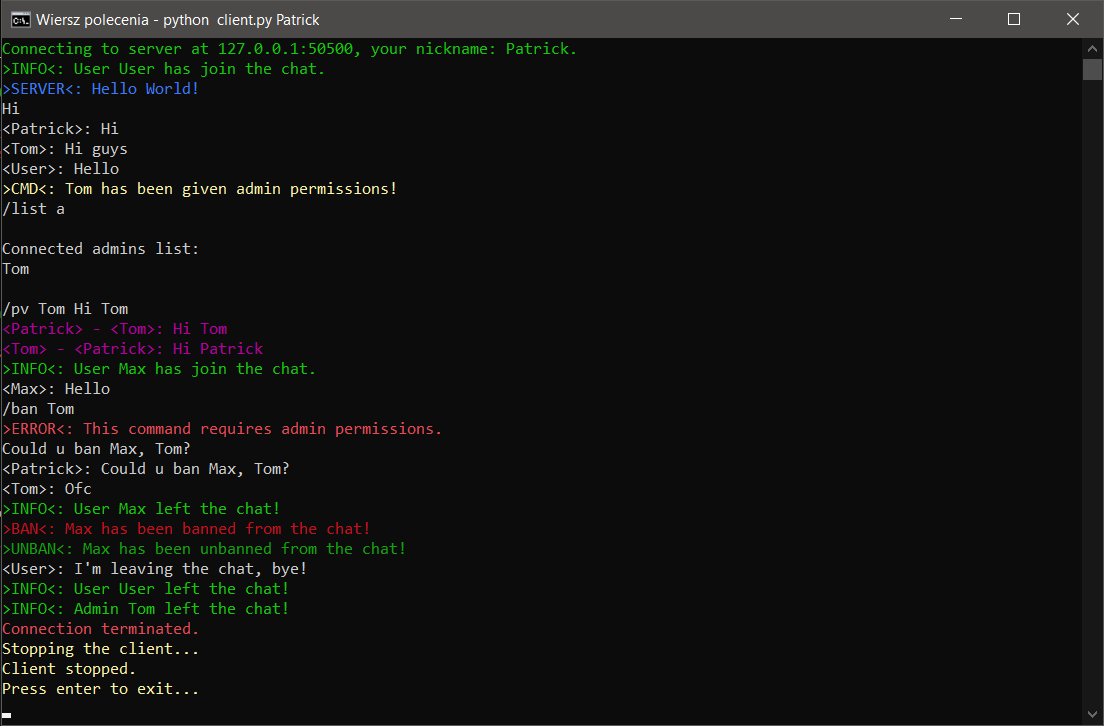 Wiersz polecenia - python  client.py Patrick
Connecting to server at 127.0.0.1:50500, your nickname: Patrick.
>INFO<: User User has join the chat.
>SERVER<: Hello World!
Hi
<Patrick>: Hi
<Tom>: Hi guys
<User>: Hello
>CMD<: Tom has been given admin permissions!
/list a
Connected admins list:
Tom
/pv Tom Hi Tom
<Patrick> - <Tom>: Hi Tom
<Tom> - <Patrick>: Hi Patrick
>INFO<: User Max has join the chat.
<Max>: Hello
/ban Tom
>ERROR<: This command requires admin permissions.
Could u ban Max, Tom?
<Patrick>: Could u ban Max, Tom?
<Tom>: Ofc
>INFO<: User Max left the chat!
>BAN<: Max has been banned from the chat!
>UNBAN<: Max has been unbanned from the chat!
<User>: I'm leaving the chat, bye!
>INFO<: User User left the chat!
>INFO<: Admin Tom left the chat!
Connection terminated.
Stopping the client...
Client stopped.
Press enter to exit...